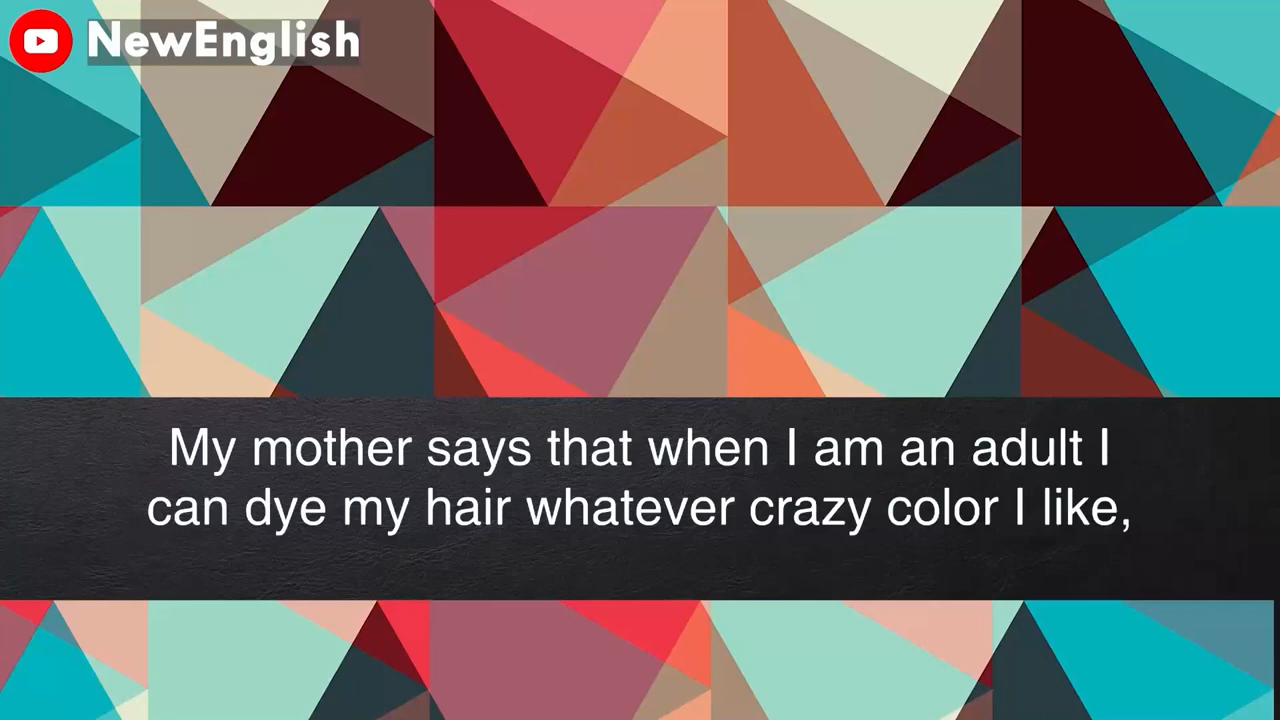 NewEnglish
My mother says that when I am an adult I
can dye my hair whatever crazy color I like,